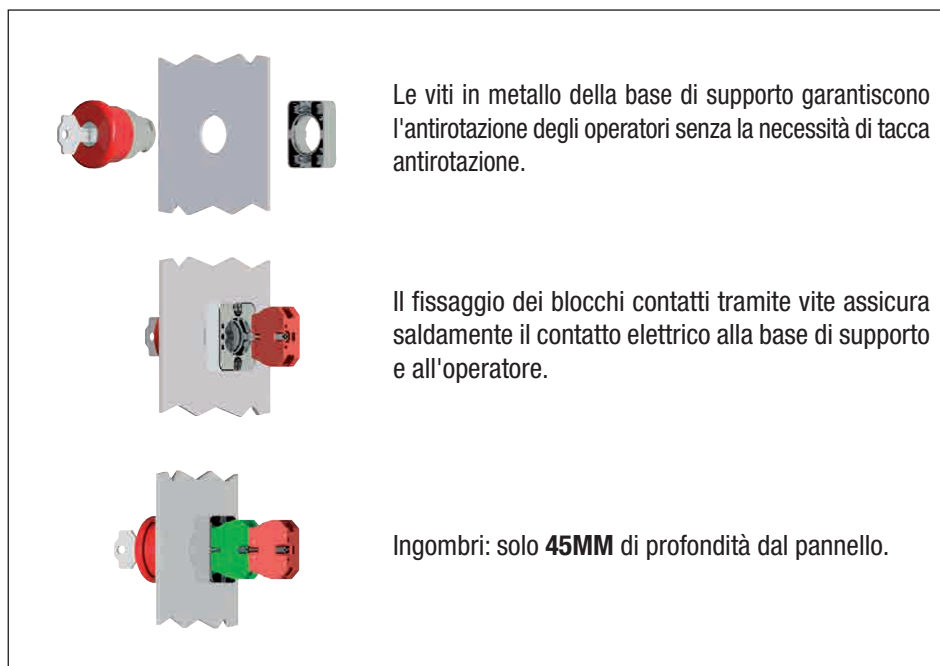 Le viti in metallo della base di supporto garantiscono
l'antirotazione degli operatori senza la necessità di tacca
antirotazione.
Il fissaggio dei blocchi contatti tramite vite assicura
saldamente il contatto elettrico alla base di supporto
e all'operatore.
Ingombri: solo 45MM di profondità dal pannello.